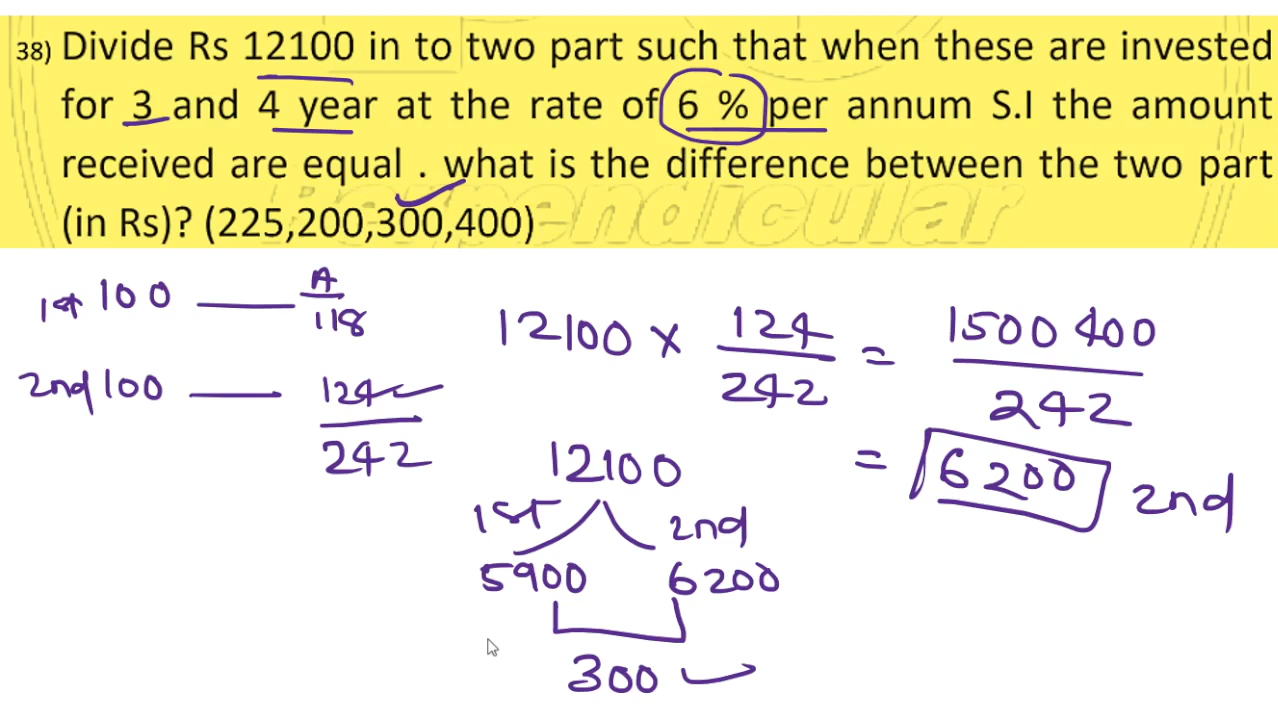 38) Divide Rs 12100 in to two part such that when these are invested
for 3 and 4 year at the rate of 6 % per annum S.I the amount
received are equal . what is the difference between the two part
(in Rs)? (225,200,300,400)
Perpendicular
1st 100 —— A/118
2nd 100 —— 124/242
12100 × 124/242 = 1500400/242
= 6200 2nd
12100
1st 2nd
5900 6200
300